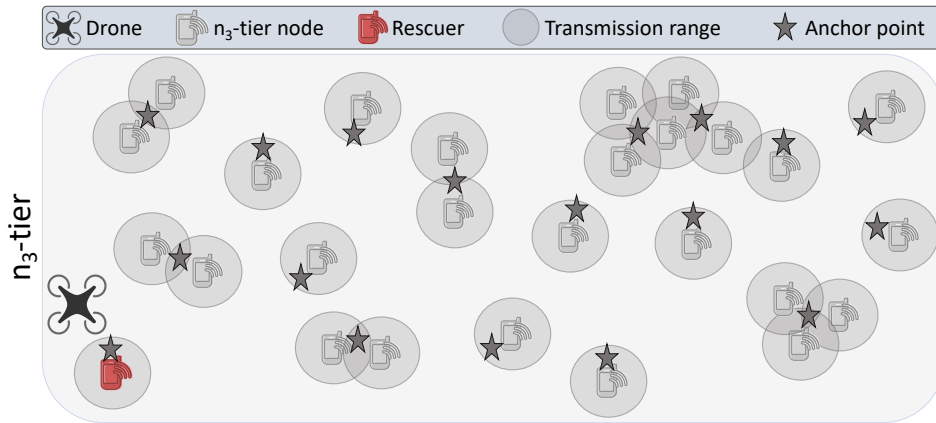 Drone n₃-tier node Rescuer Transmission range Anchor point
n₃-tier